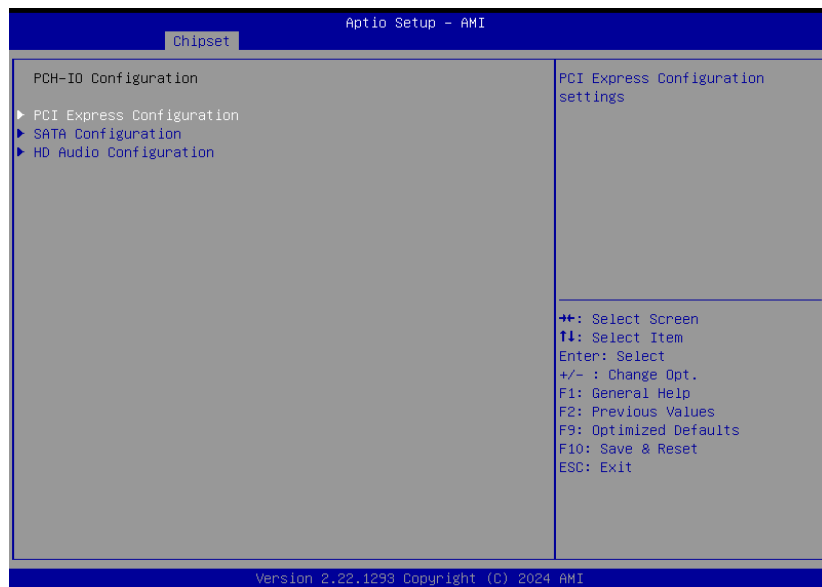 Aptio Setup - AMI
Chipset
PCH-IO Configuration
▶ PCI Express Configuration
▶ SATA Configuration
▶ HD Audio Configuration
PCI Express Configuration
settings
→←: Select Screen
↑↓: Select Item
Enter: Select
+/- : Change Opt.
F1: General Help
F2: Previous Values
F9: Optimized Defaults
F10: Save & Reset
ESC: Exit
Version 2.22.1293 Copyright (C) 2024 AMI